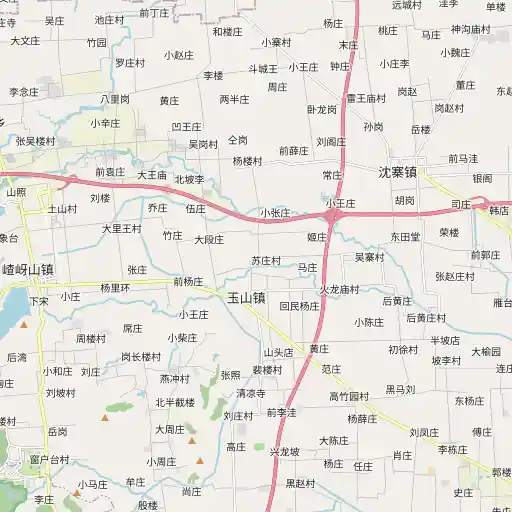 吴庄
池庄村
前丁庄
杨庄
远城村
洼李
单楼
大文庄
竹园
和楼庄
小寨村
末庄
桃庄
马庄
神沟庙村
罗庄村
小赵庄
斗城王
小王庄
钟庄
小庄李
小魏庄
李楼
周庄
董庄
李念庄
八里岗
黄庄
两半庄
卧龙岗
雷王庙村
岗赵
岗赵村
小辛庄
凹王庄
孙岗
岳楼
张吴楼村
吴岗村
仝岗
刘阁庄
前薛庄
杨楼村
前马洼
沈寨镇
前袁庄
大王庙
北坡李
常庄
银阁
山照
刘楼
小王庄
胡岗
司庄
韩店
土山村
乔庄
伍庄
小张庄
大里王村
竹庄
大段庄
姬庄
东田堂
荣楼
象台
苏庄村
吴寨村
前郭庄
嵖岈山镇
张庄
马庄
张赵庄村
前杨庄
杨里环
玉山镇
火龙庙村
小庄
下宋
回民杨庄
后黄庄
雁台
小王庄
后黄庄村
席庄
小陈庄
周楼村
小柴庄
半坡店
后湾
岗长楼村
山头店
黄庄
初徐村
大榆园
坡李村
小和庄
刘庄
燕冲村
张照
裴楼村
范庄
连庄
刘坡村
清凉寺
黑马刘
北半截楼
高竹园村
东杨庄
刘庄村
前李洼
杨薛庄
岳岗
大周庄
刘凤庄
傅庄
高庄
大陈庄
李栋庄
窗户台村
小周庄
兴龙坡
杨庄
任庄
肖庄
郭楼
李庄
小马庄
牟庄
尚庄
黑赵村
史庄
殷楼